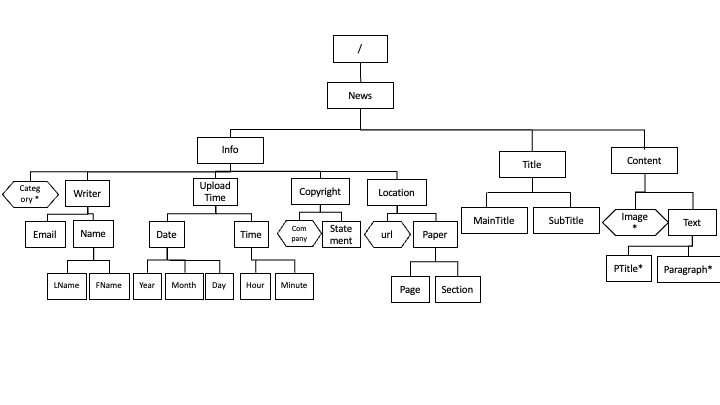 /
News
Info
Title
Content
Categ
ory *
Writer
Upload
Time
Copyright
Location
MainTitle
SubTitle
Image
*
Text
Email
Name
Date
Time
Com
pany
State
ment
url
Paper
PTitle*
Paragraph*
LName
FName
Year
Month
Day
Hour
Minute
Page
Section